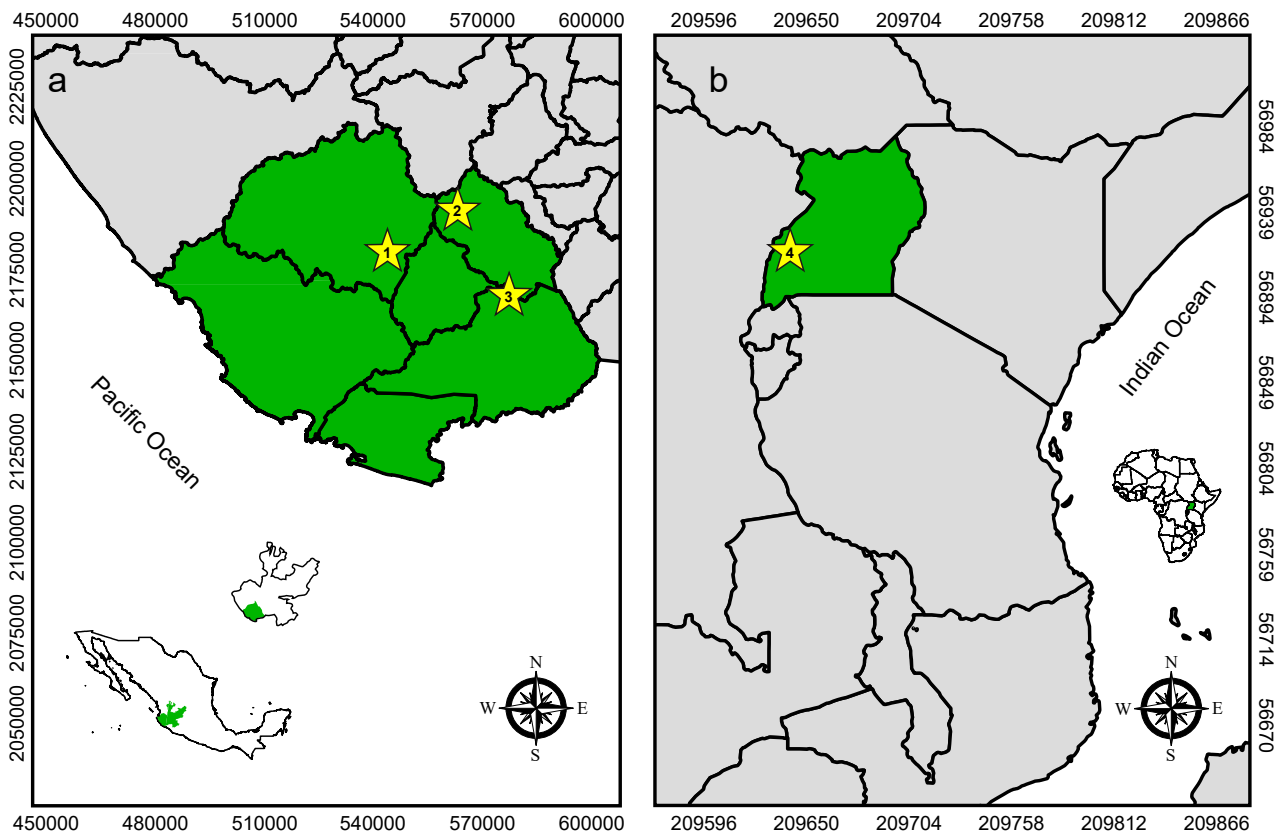 450000 480000 510000 540000 570000 600000
209596 209650 209704 209758 209812 209866
a
b
2225000
2200000
2175000
2150000
2125000
2100000
2075000
2050000
56984
56939
56894
56849
56804
56759
56714
56670
1
2
3
4
Pacific Ocean
Indian Ocean
N
W E
S
N
W E
S
450000 480000 510000 540000 570000 600000
209596 209650 209704 209758 209812 209866